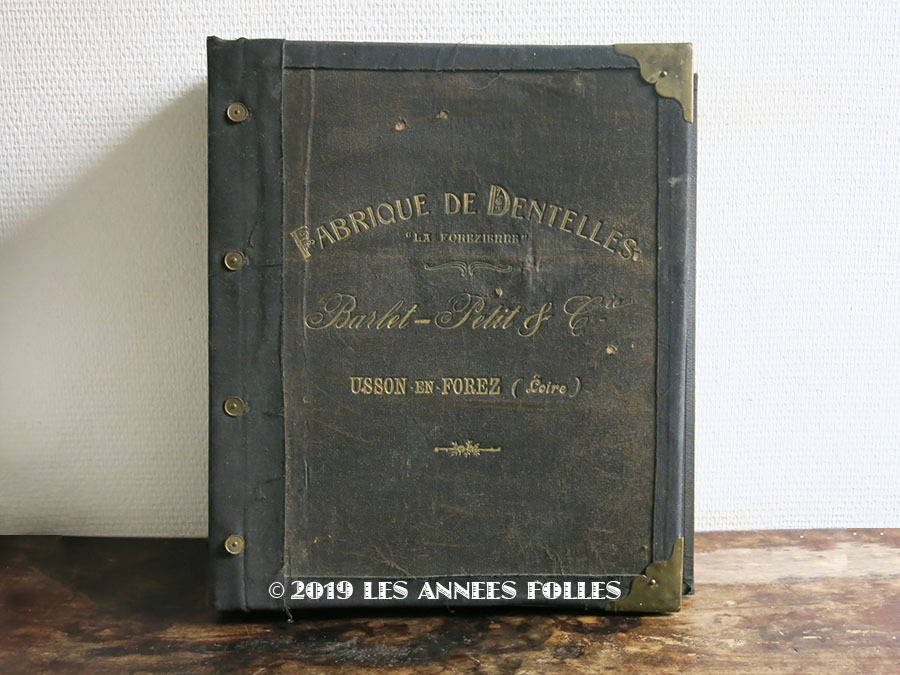 FABRIQUE DE DENTELLES
"LA FOREZIENNE"
Barlet-Petit & Cie
USSON-EN-FOREZ (Loire)
© 2019 LES ANNEES FOLLES